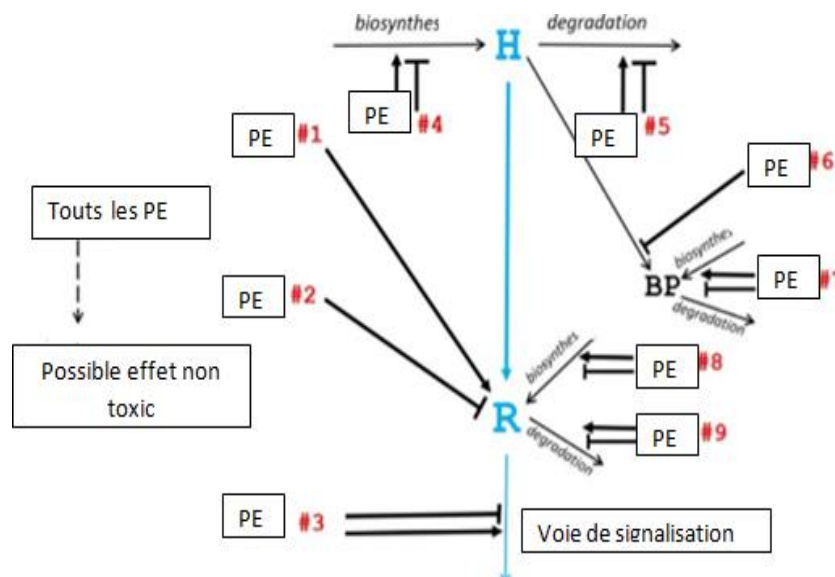 biosynthes
H
degradation
PE #4
PE #5
PE #1
PE #6
Touts les PE
biosynthes
PE
BP
degradation
PE #2
Possible effet non
toxic
biosynthes
PE #8
R
degradation
PE #9
PE #3
Voie de signalisation